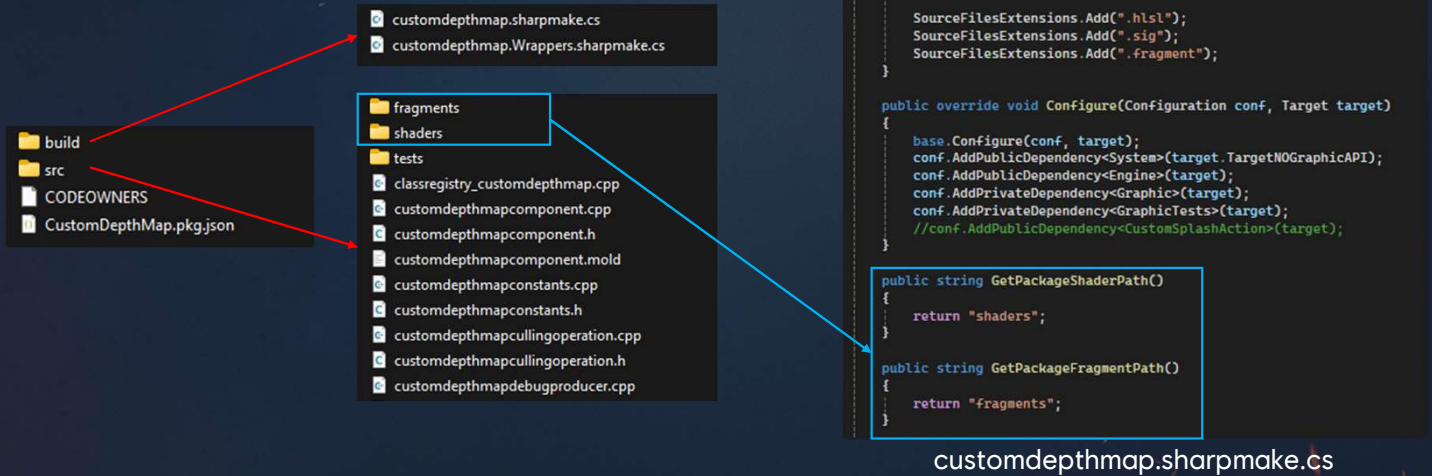 build
src
CODEOWNERS
CustomDepthMap.pkg.json
customdepthmap.sharpmake.cs
customdepthmap.Wrappers.sharpmake.cs
fragments
shaders
tests
classregistry_customdepthmap.cpp
customdepthmapcomponent.cpp
customdepthmapcomponent.h
customdepthmapcomponent.mold
customdepthmapconstants.cpp
customdepthmapconstants.h
customdepthmapcullingoperation.cpp
customdepthmapcullingoperation.h
customdepthmapdebugproducer.cpp
SourceFilesExtensions.Add(".hlsl");
SourceFilesExtensions.Add(".sig");
SourceFilesExtensions.Add(".fragment");
}
public override void Configure(Configuration conf, Target target)
{
base.Configure(conf, target);
conf.AddPublicDependency<System>(target.TargetNOGraphicAPI);
conf.AddPublicDependency<Engine>(target);
conf.AddPrivateDependency<Graphic>(target);
conf.AddPrivateDependency<GraphicTests>(target);
//conf.AddPublicDependency<CustomSplashAction>(target);
}
public string GetPackageShaderPath()
{
return "shaders";
}
public string GetPackageFragmentPath()
{
return "fragments";
}
customdepthmap.sharpmake.cs